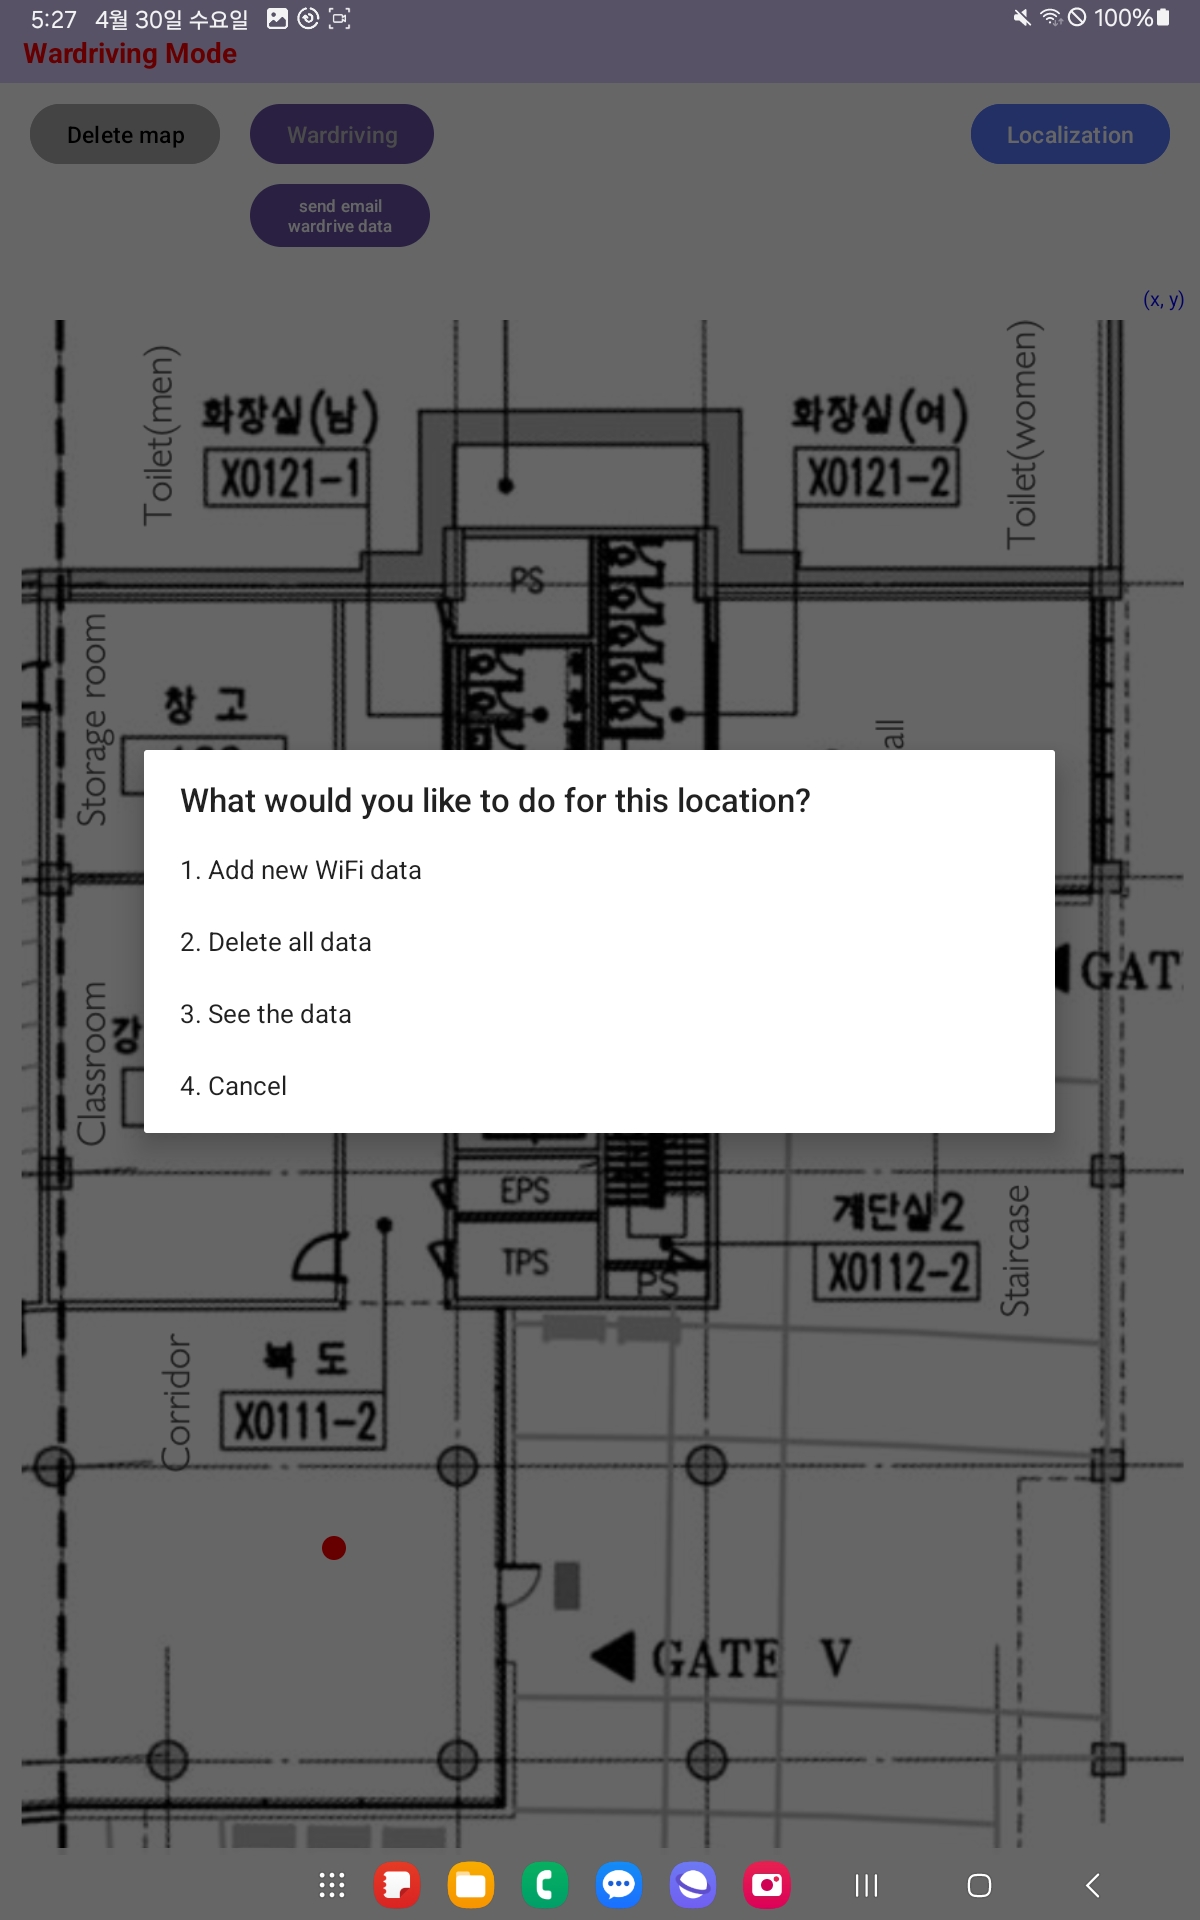 5:27 4월 30일 수요일
100%
Wardriving Mode
Delete map
Wardriving
Localization
send email
wardrive data
(x, y)
Toilet(men)
화장실(남)
X0121-1
화장실(여)
X0121-2
Toilet(women)
PS
Storage room
창 고
all
What would you like to do for this location?
1. Add new WiFi data
2. Delete all data
3. See the data
4. Cancel
GAT
Classroom
강
EPS
TPS
PS
계단실2
X0112-2
Staircase
Corridor
복 도
X0111-2
GATE V